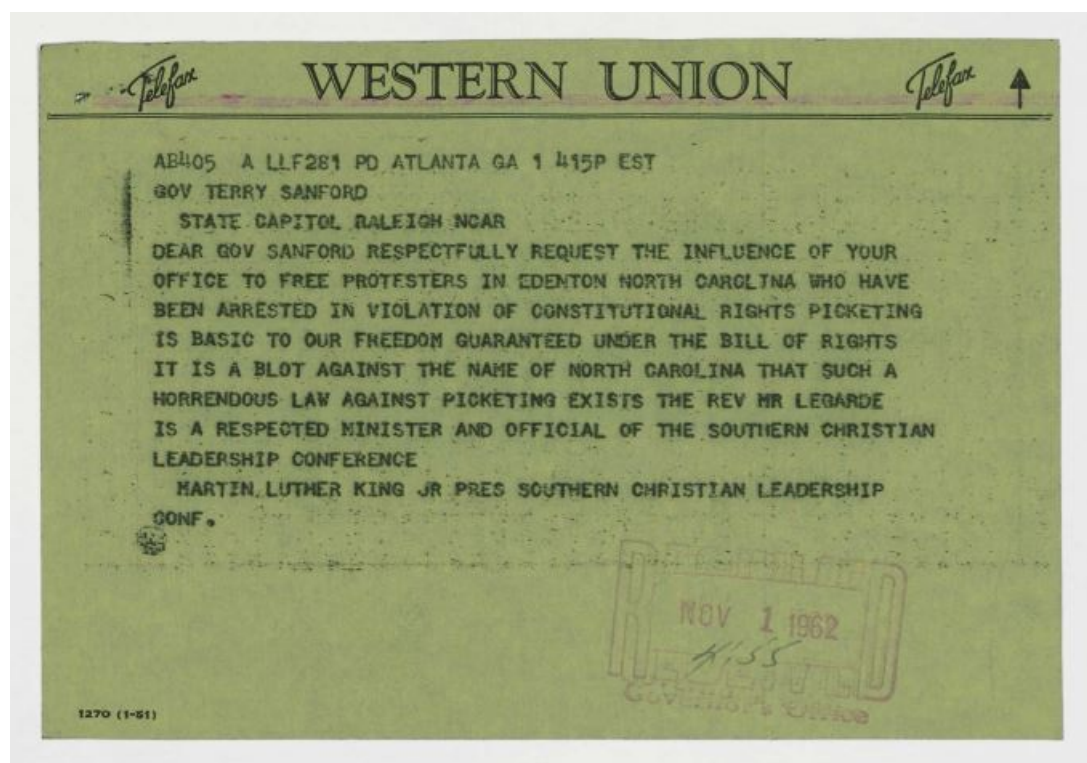 Telefax WESTERN UNION Telefax
AB405 A LLF281 PD ATLANTA GA 1 415P EST
GOV TERRY SANFORD
STATE CAPITOL RALEIGH NCAR
DEAR GOV SANFORD RESPECTFULLY REQUEST THE INFLUENCE OF YOUR
OFFICE TO FREE PROTESTERS IN EDENTON NORTH CAROLINA WHO HAVE
BEEN ARRESTED IN VIOLATION OF CONSTITUTIONAL RIGHTS PICKETING
IS BASIC TO OUR FREEDOM GUARANTEED UNDER THE BILL OF RIGHTS
IT IS A BLOT AGAINST THE NAME OF NORTH CAROLINA THAT SUCH A
HORRENDOUS LAW AGAINST PICKETING EXISTS THE REV MR LEGARDE
IS A RESPECTED MINISTER AND OFFICIAL OF THE SOUTHERN CHRISTIAN
LEADERSHIP CONFERENCE
MARTIN LUTHER KING JR PRES SOUTHERN CHRISTIAN LEADERSHIP
CONF.
NOV 1 1962
4:55
1270 (1-51)